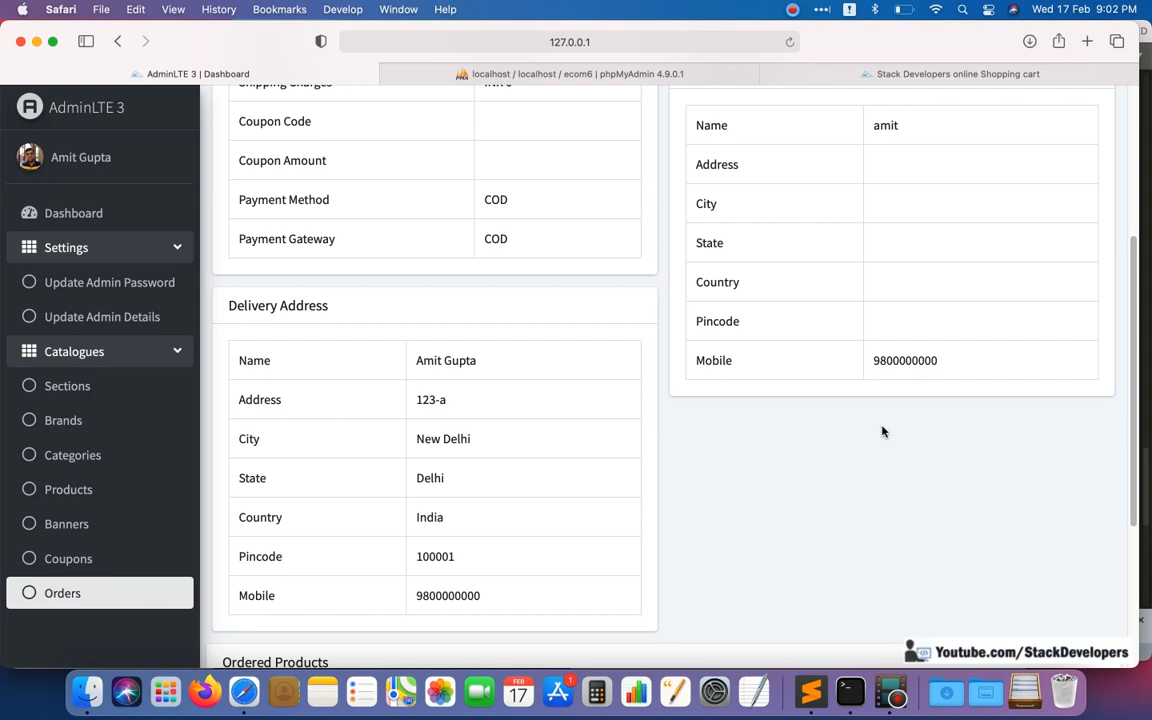 Safari File Edit View History Bookmarks Develop Window Help Wed 17 Feb 9:02 PM
127.0.0.1
AdminLTE 3 | Dashboard
localhost / localhost / ecom6 | phpMyAdmin 4.9.0.1
Stack Developers online Shopping cart
AdminLTE 3
Amit Gupta
Dashboard
Settings
Update Admin Password
Update Admin Details
Catalogues
Sections
Brands
Categories
Products
Banners
Coupons
Orders
Shipping Charges INR 0
Coupon Code
Coupon Amount
Payment Method COD
Payment Gateway COD
Delivery Address
Name Amit Gupta
Address 123-a
City New Delhi
State Delhi
Country India
Pincode 100001
Mobile 9800000000
Ordered Products
Name amit
Address
City
State
Country
Pincode
Mobile 9800000000
Youtube.com/StackDevelopers
FEB
17
1